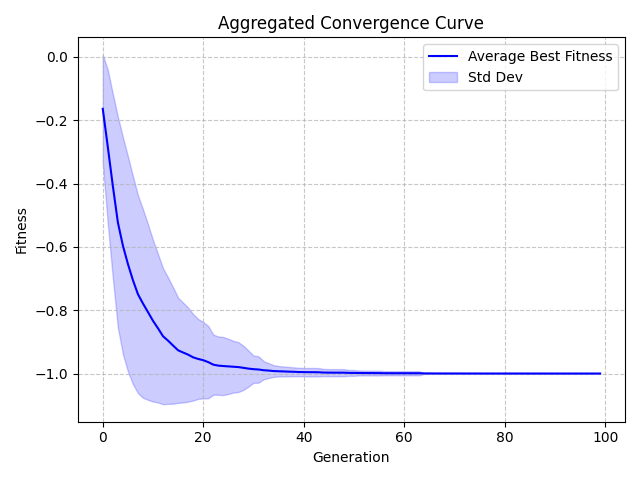 Aggregated Convergence Curve
Average Best Fitness
Std Dev
Fitness
0.0
−0.2
−0.4
−0.6
−0.8
−1.0
0 20 40 60 80 100
Generation